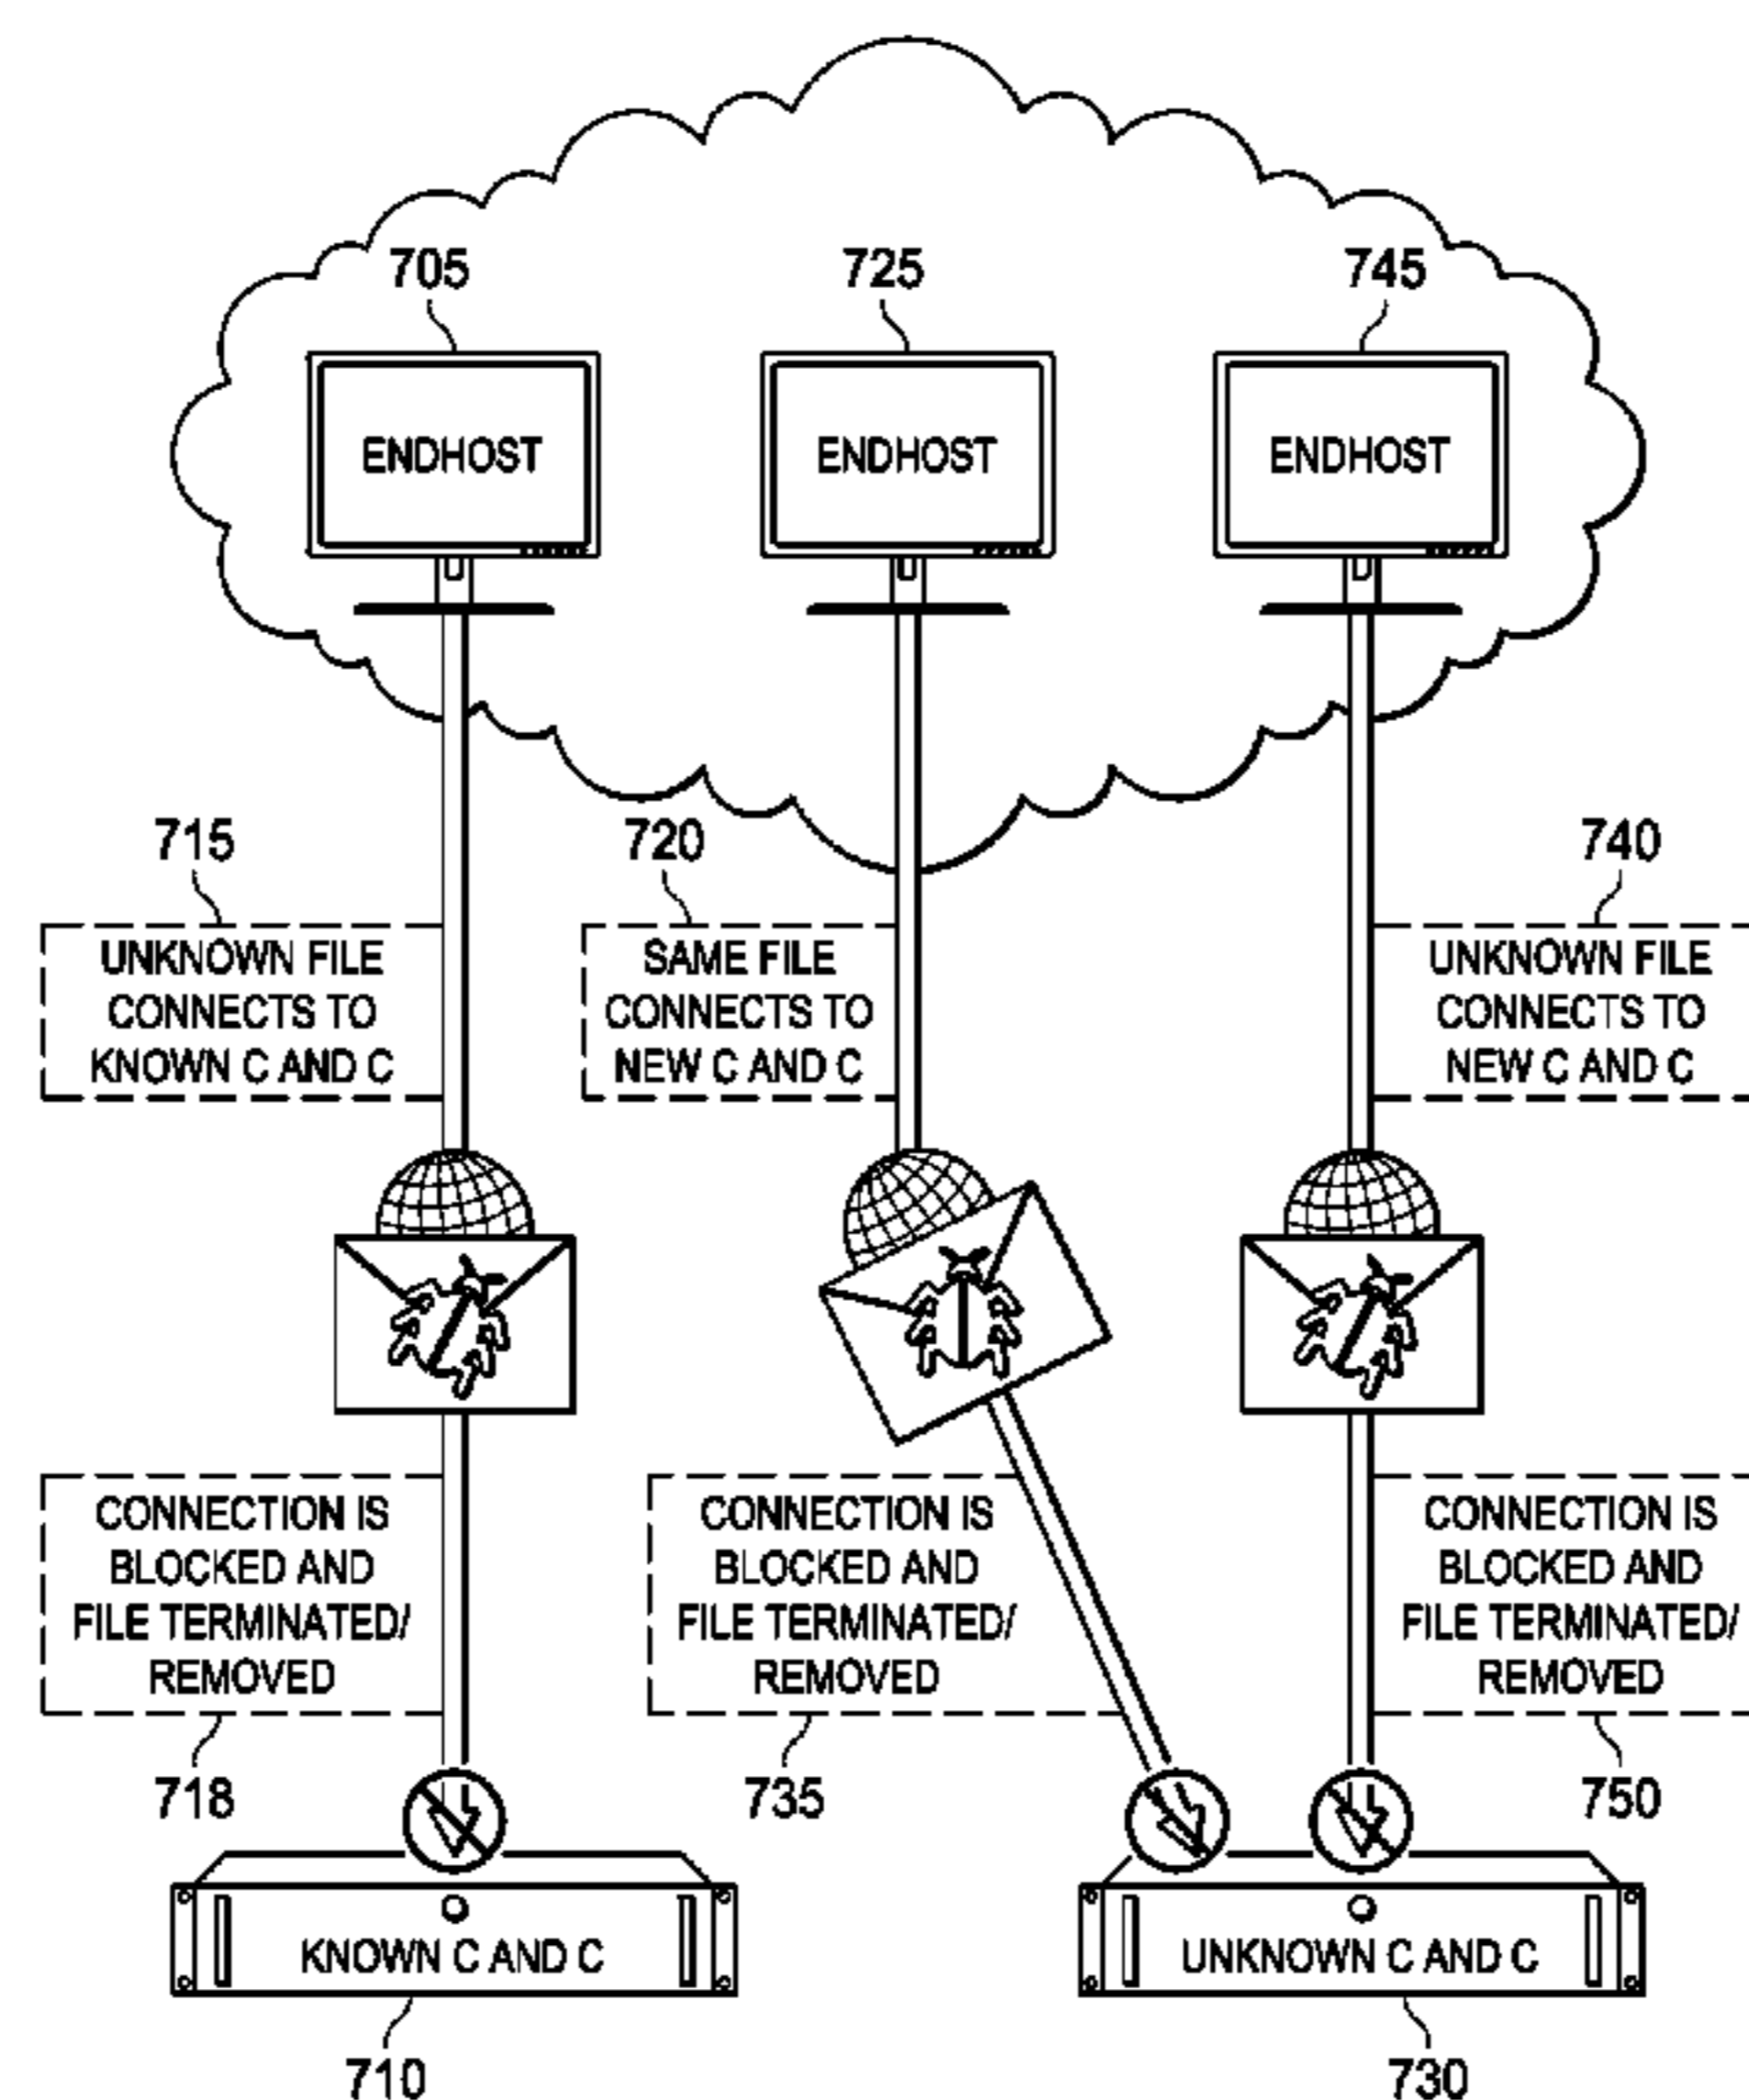 705
725
745
ENDHOST
ENDHOST
ENDHOST
715
720
740
UNKNOWN FILE
CONNECTS TO
KNOWN C AND C
SAME FILE
CONNECTS TO
NEW C AND C
UNKNOWN FILE
CONNECTS TO
NEW C AND C
CONNECTION IS
BLOCKED AND
FILE TERMINATED/
REMOVED
CONNECTION IS
BLOCKED AND
FILE TERMINATED/
REMOVED
CONNECTION IS
BLOCKED AND
FILE TERMINATED/
REMOVED
718
735
750
KNOWN C AND C
UNKNOWN C AND C
710
730